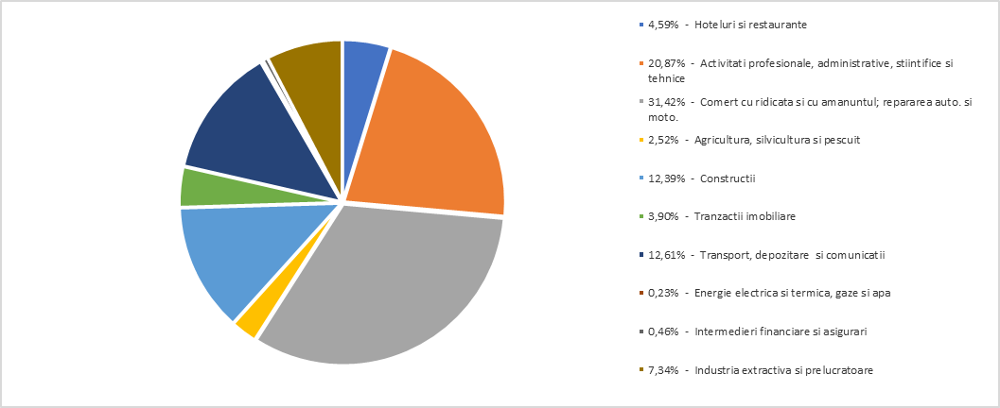 4,59% - Hoteluri si restaurante
20,87% - Activitati profesionale, administrative, stiintifice si
tehnice
31,42% - Comert cu ridicata si cu amanuntul; repararea auto. si
moto.
2,52% - Agricultura, silvicultura si pescuit
12,39% - Constructii
3,90% - Tranzactii imobiliare
12,61% - Transport, depozitare si comunicatii
0,23% - Energie electrica si termica, gaze si apa
0,46% - Intermedieri financiare si asigurari
7,34% - Industria extractiva si prelucratoare